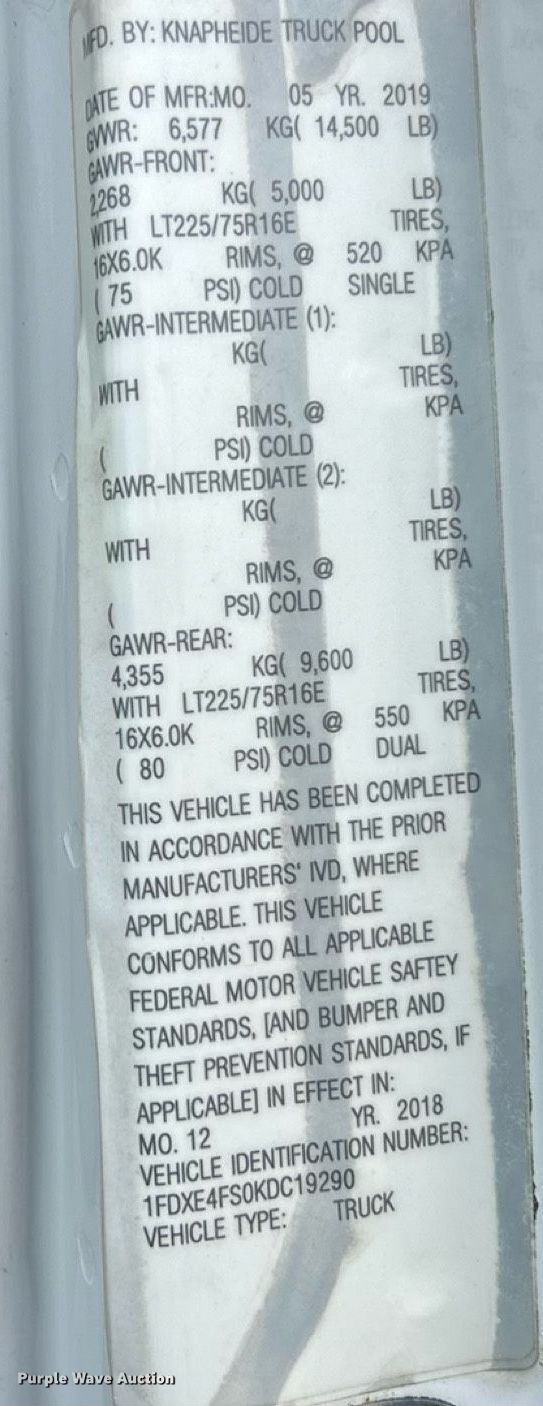 MFD. BY: KNAPHEIDE TRUCK POOL
DATE OF MFR:MO. 05 YR. 2019
GVWR: 6,577 KG( 14,500 LB)
GAWR-FRONT:
2,268 KG( 5,000 LB)
WITH LT225/75R16E TIRES,
16X6.0K RIMS, @ 520 KPA
( 75 PSI) COLD SINGLE
GAWR-INTERMEDIATE (1):
KG( LB)
WITH TIRES,
RIMS, @ KPA
( PSI) COLD
GAWR-INTERMEDIATE (2):
KG( LB)
WITH TIRES,
RIMS, @ KPA
( PSI) COLD
GAWR-REAR:
4,355 KG( 9,600 LB)
WITH LT225/75R16E TIRES,
16X6.0K RIMS, @ 550 KPA
( 80 PSI) COLD DUAL
THIS VEHICLE HAS BEEN COMPLETED
IN ACCORDANCE WITH THE PRIOR
MANUFACTURERS' IVD, WHERE
APPLICABLE. THIS VEHICLE
CONFORMS TO ALL APPLICABLE
FEDERAL MOTOR VEHICLE SAFTEY
STANDARDS, [AND BUMPER AND
THEFT PREVENTION STANDARDS, IF
APPLICABLE] IN EFFECT IN:
MO. 12 YR. 2018
VEHICLE IDENTIFICATION NUMBER:
1FDXE4FS0KDC19290
VEHICLE TYPE: TRUCK
Purple Wave Auction